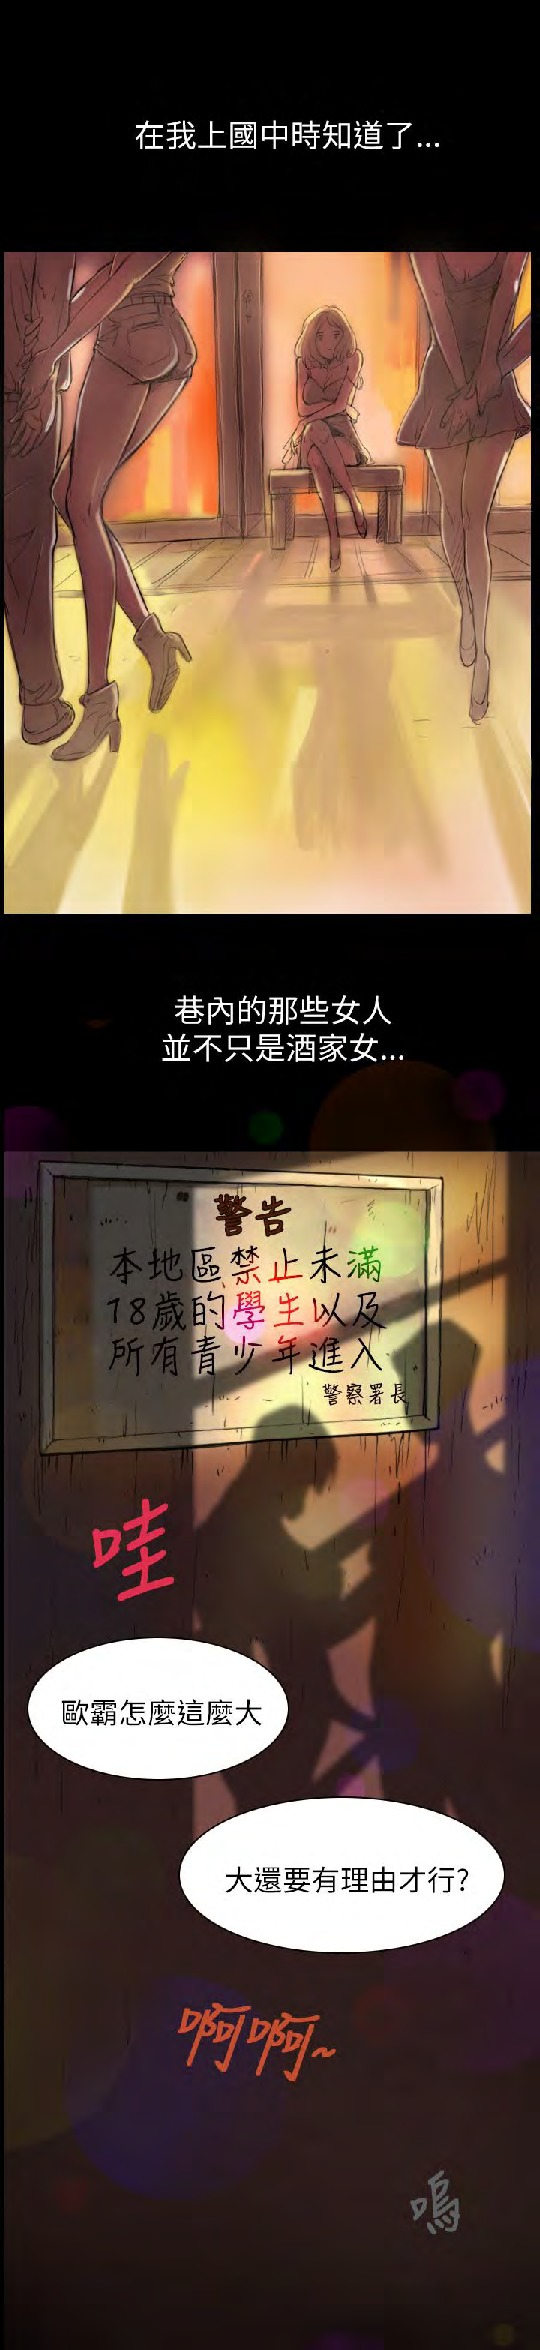 在我上國中時知道了...
巷內的那些女人
並不只是酒家女...
警告
本地區禁止未滿
18歲的學生以及
所有青少年進入
警察署長
哇
歐霸怎麼這麼大
大還要有理由才行?
啊啊~
嗚